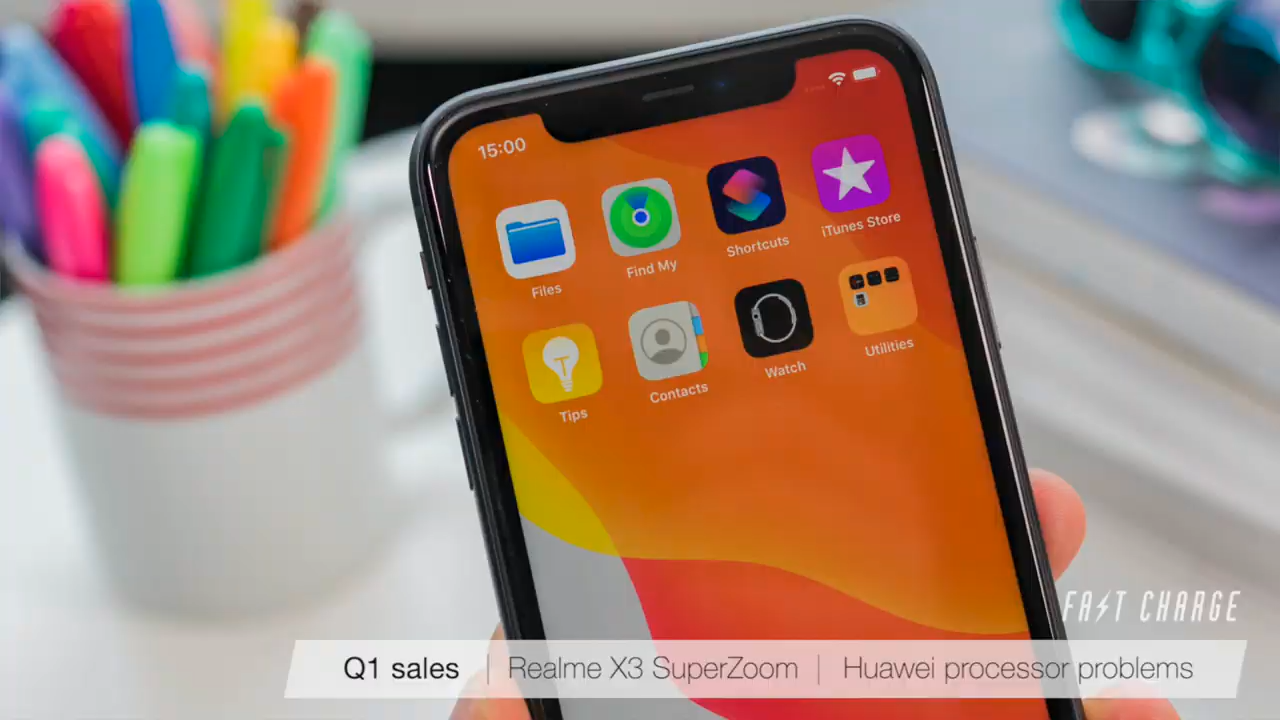 15:00
Files
Find My
Shortcuts
iTunes Store
Tips
Contacts
Watch
Utilities
FAST CHARGE
Q1 sales | Realme X3 SuperZoom | Huawei processor problems